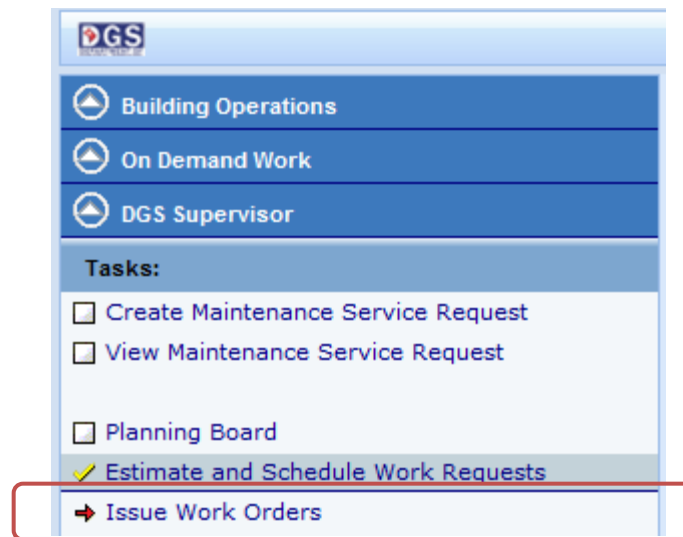 DGS
Building Operations
On Demand Work
DGS Supervisor
Tasks:
Create Maintenance Service Request
View Maintenance Service Request
Planning Board
Estimate and Schedule Work Requests
Issue Work Orders